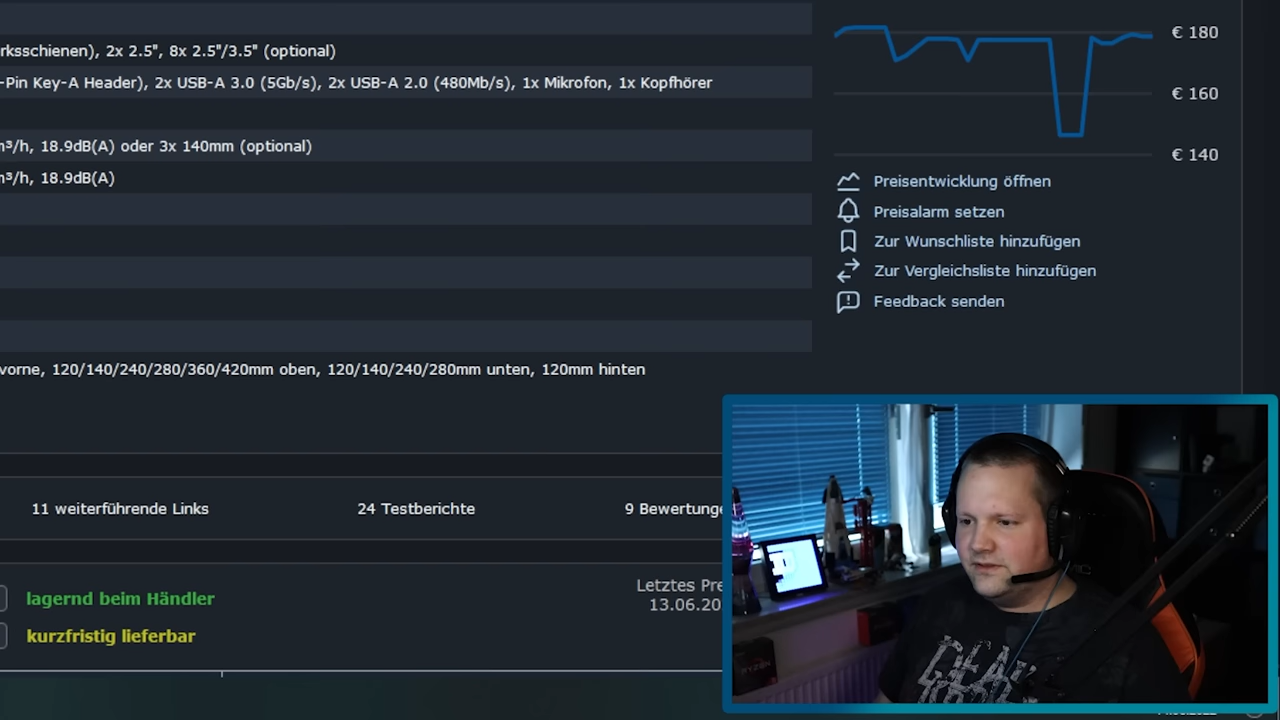 rksschienen), 2x 2.5", 8x 2.5"/3.5" (optional)
-Pin Key-A Header), 2x USB-A 3.0 (5Gb/s), 2x USB-A 2.0 (480Mb/s), 1x Mikrofon, 1x Kopfhörer
m³/h, 18.9dB(A) oder 3x 140mm (optional)
m³/h, 18.9dB(A)
vorne, 120/140/240/280/360/420mm oben, 120/140/240/280mm unten, 120mm hinten
€ 180
€ 160
€ 140
Preisentwicklung öffnen
Preisalarm setzen
Zur Wunschliste hinzufügen
Zur Vergleichsliste hinzufügen
Feedback senden
11 weiterführende Links
24 Testberichte
9 Bewertunge
lagernd beim Händler
kurzfristig lieferbar
Letztes Pre
13.06.20
RYZEN